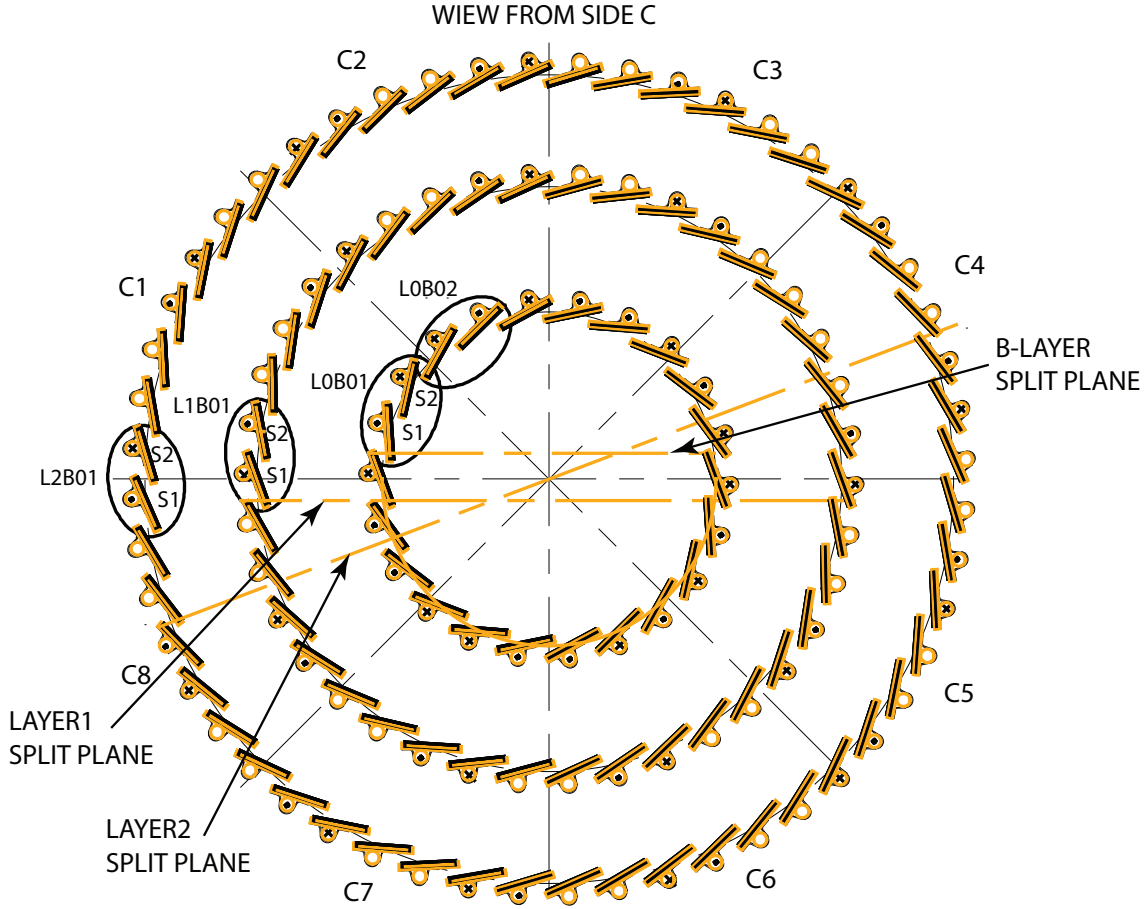 WIEW FROM SIDE C
C2
C3
C1
C4
L0B02
B-LAYER
SPLIT PLANE
L0B01
S2
S1
L1B01
S2
S1
L2B01
S2
S1
C8
C5
LAYER1
SPLIT PLANE
LAYER2
SPLIT PLANE
C7
C6